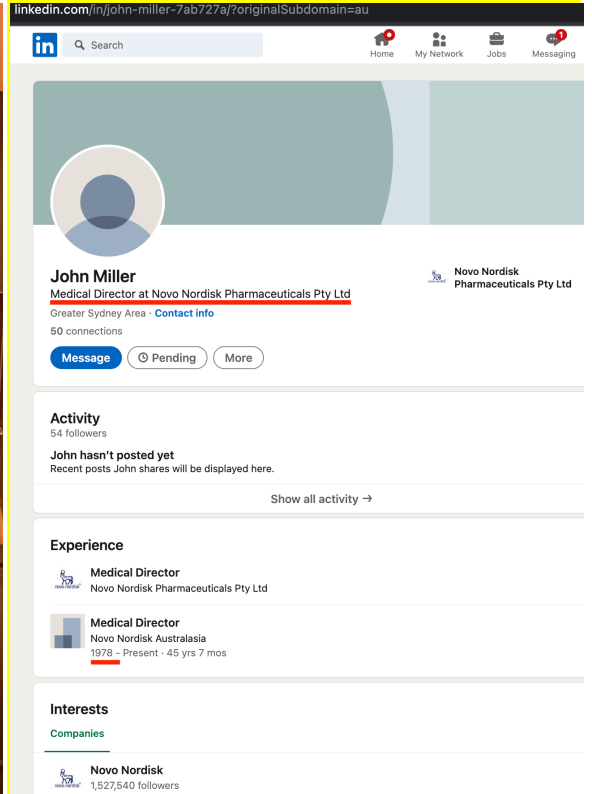 linkedin.com/in/john-miller-7ab727a/?originalSubdomain=au
in
Search
1
Home
My Network
Jobs
Messaging
John Miller
Medical Director at Novo Nordisk Pharmaceuticals Pty Ltd
Greater Sydney Area · Contact info
50 connections
Message
Pending
More
Novo Nordisk
Pharmaceuticals Pty Ltd
Activity
54 followers
John hasn't posted yet
Recent posts John shares will be displayed here.
Show all activity →
Experience
novo nordisk
Medical Director
Novo Nordisk Pharmaceuticals Pty Ltd
Medical Director
Novo Nordisk Australasia
1978 - Present · 45 yrs 7 mos
Interests
Companies
novo nordisk
Novo Nordisk
1,527,540 followers